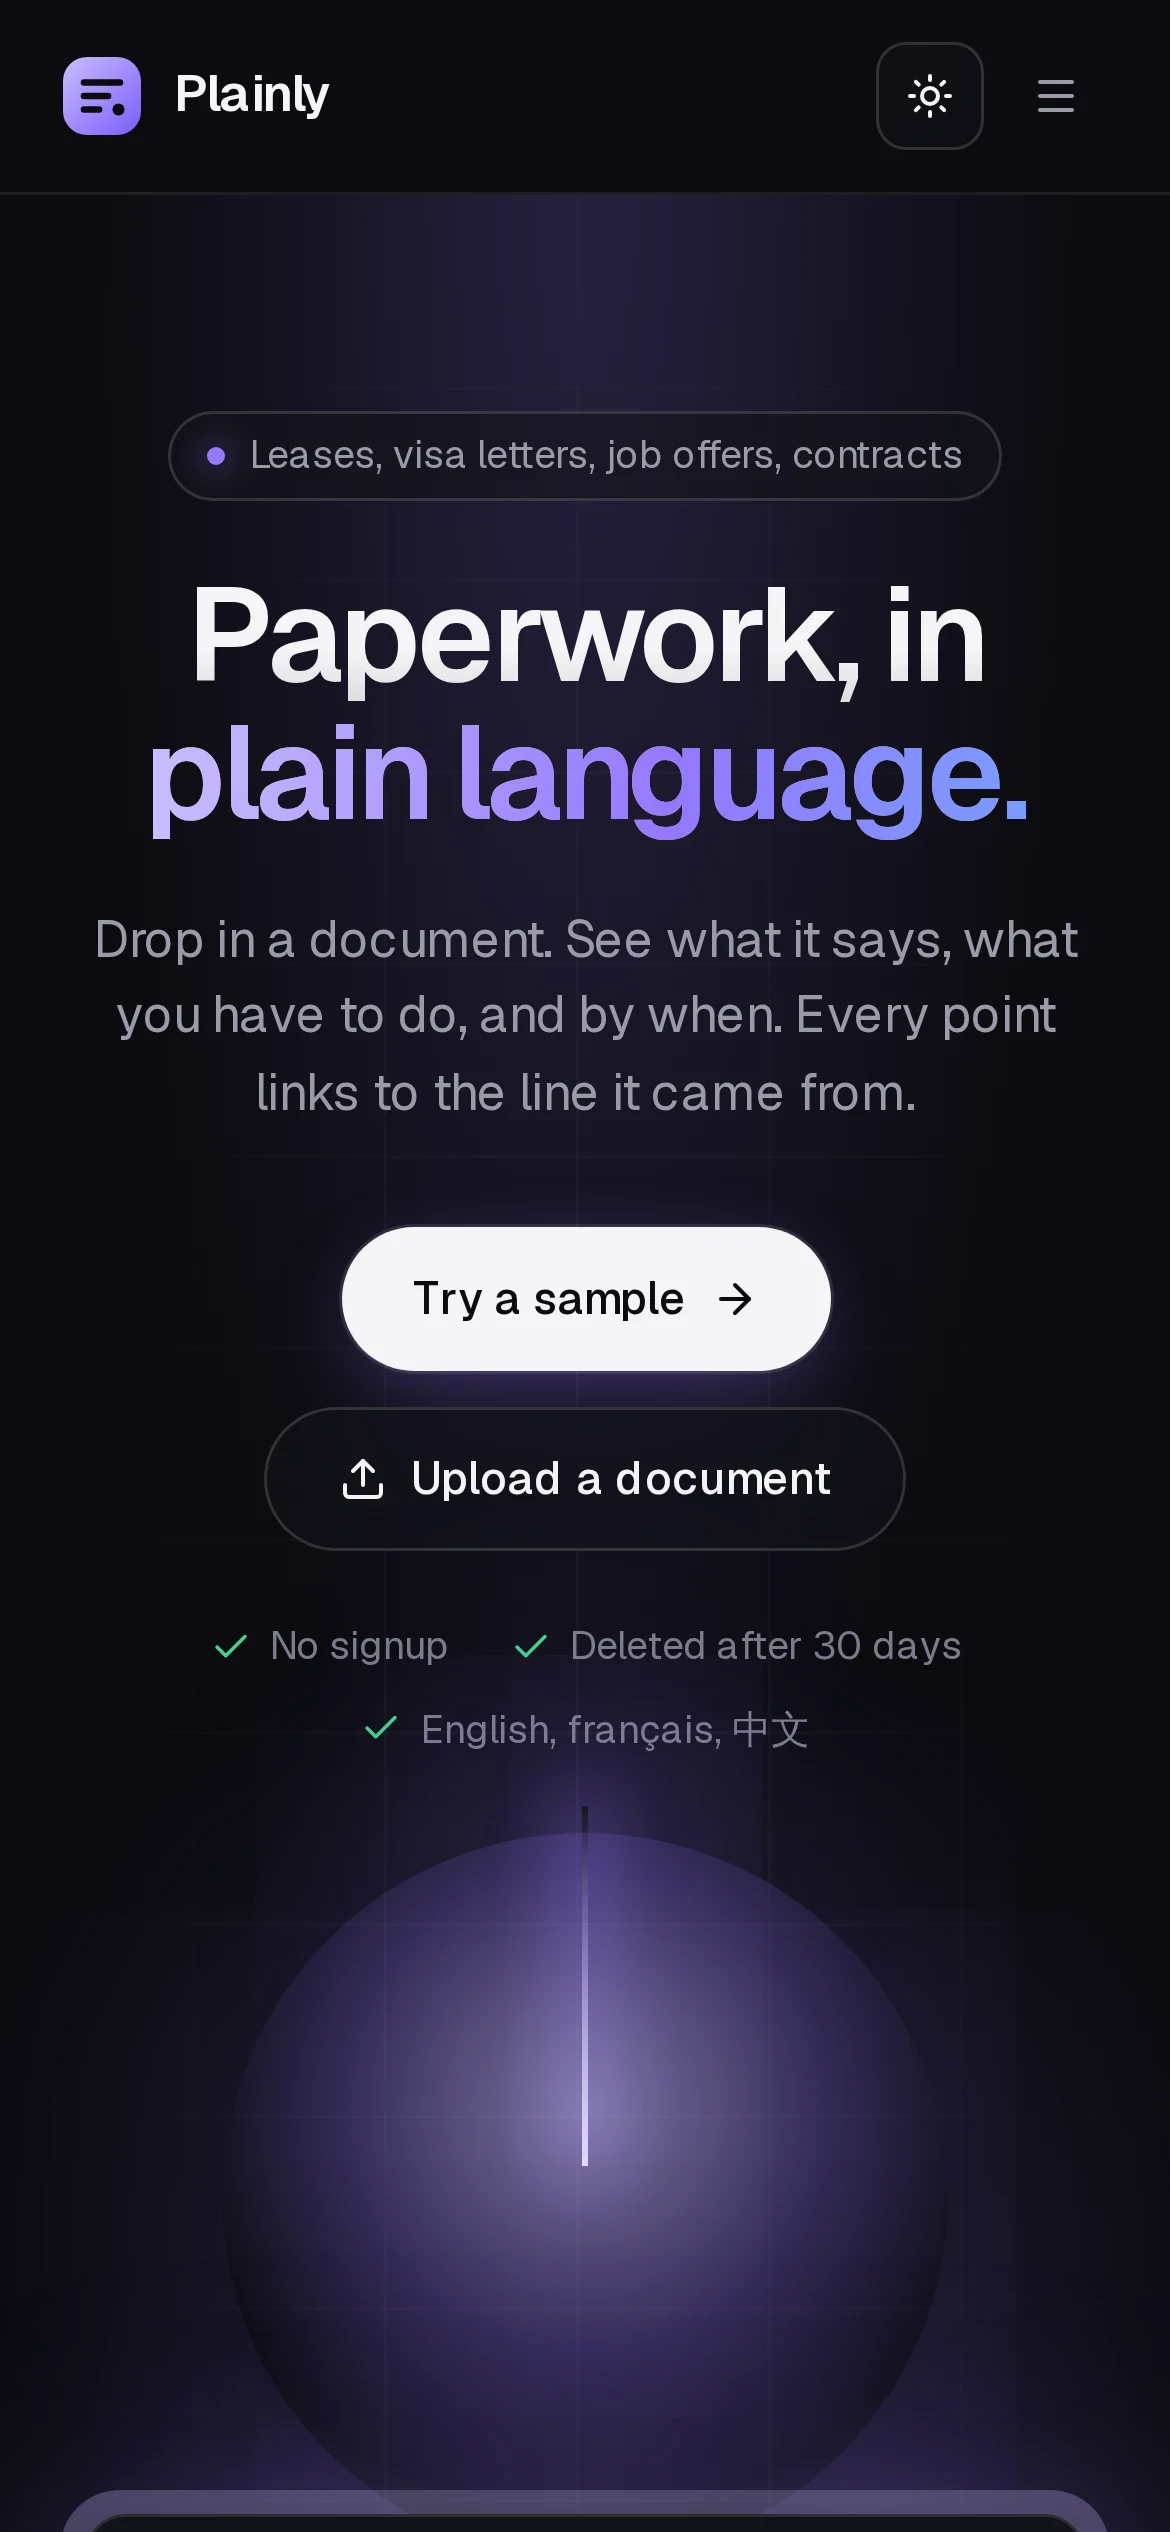 Plainly
Leases, visa letters, job offers, contracts
Paperwork, in
plain language.
Drop in a document. See what it says, what
you have to do, and by when. Every point
links to the line it came from.
Try a sample
Upload a document
No signup
Deleted after 30 days
English, français, 中文